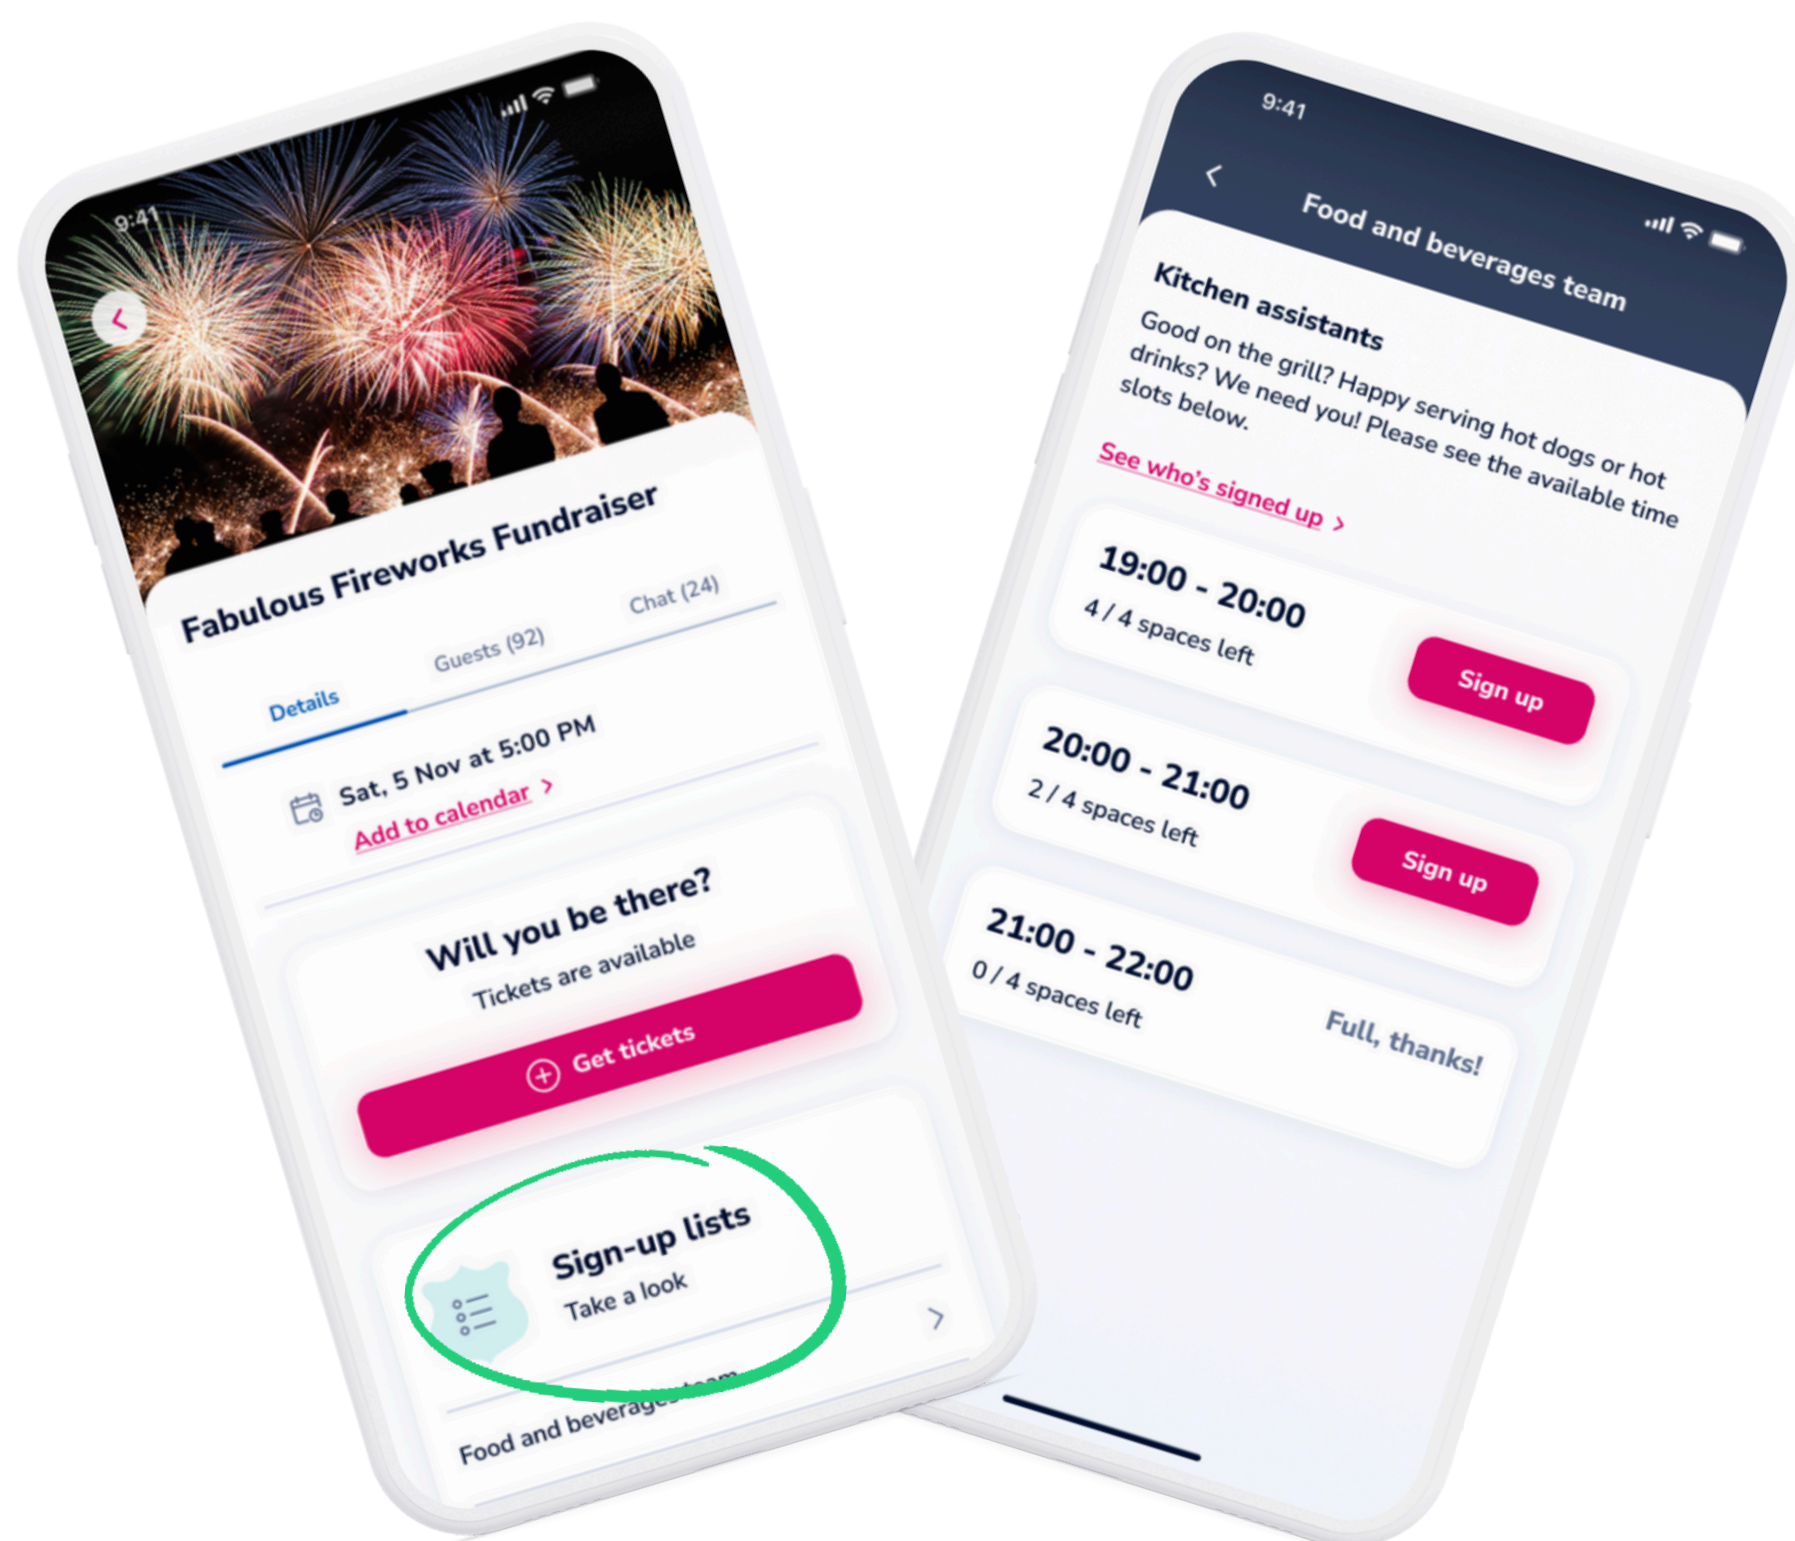 9:41
Fabulous Fireworks Fundraiser
Details
Guests (92)
Chat (24)
Sat, 5 Nov at 5:00 PM
Add to calendar
Will you be there?
Tickets are available
Get tickets
Sign-up lists
Take a look
Food and beverages team
9:41
Food and beverages team
Kitchen assistants
Good on the grill? Happy serving hot dogs or hot
drinks? We need you! Please see the available time
slots below.
See who's signed up
19:00 - 20:00
4 / 4 spaces left
Sign up
20:00 - 21:00
2 / 4 spaces left
Sign up
21:00 - 22:00
0 / 4 spaces left
Full, thanks!